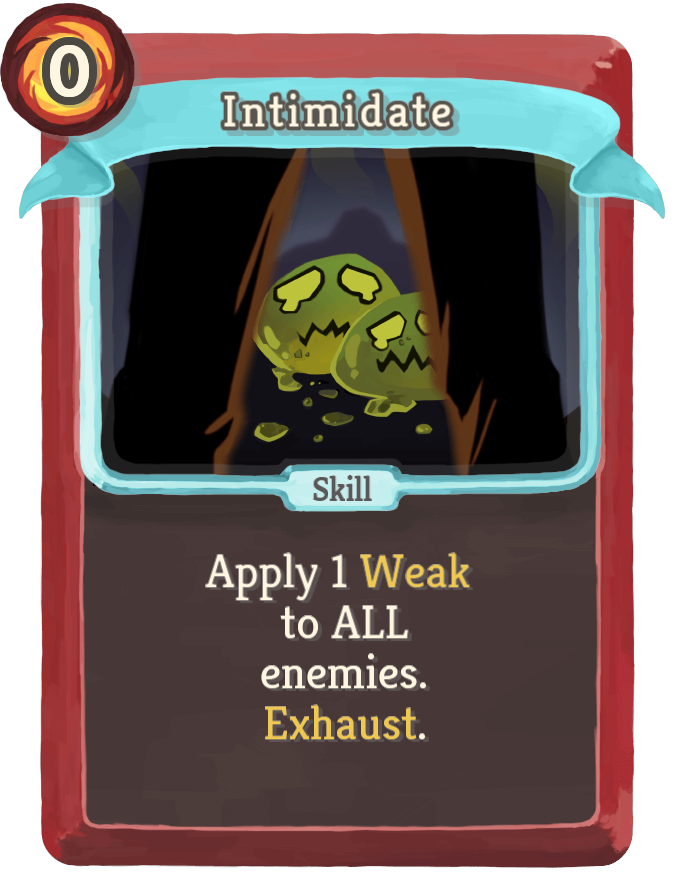 0
Intimidate
Skill
Apply 1 Weak
to ALL
enemies.
Exhaust.